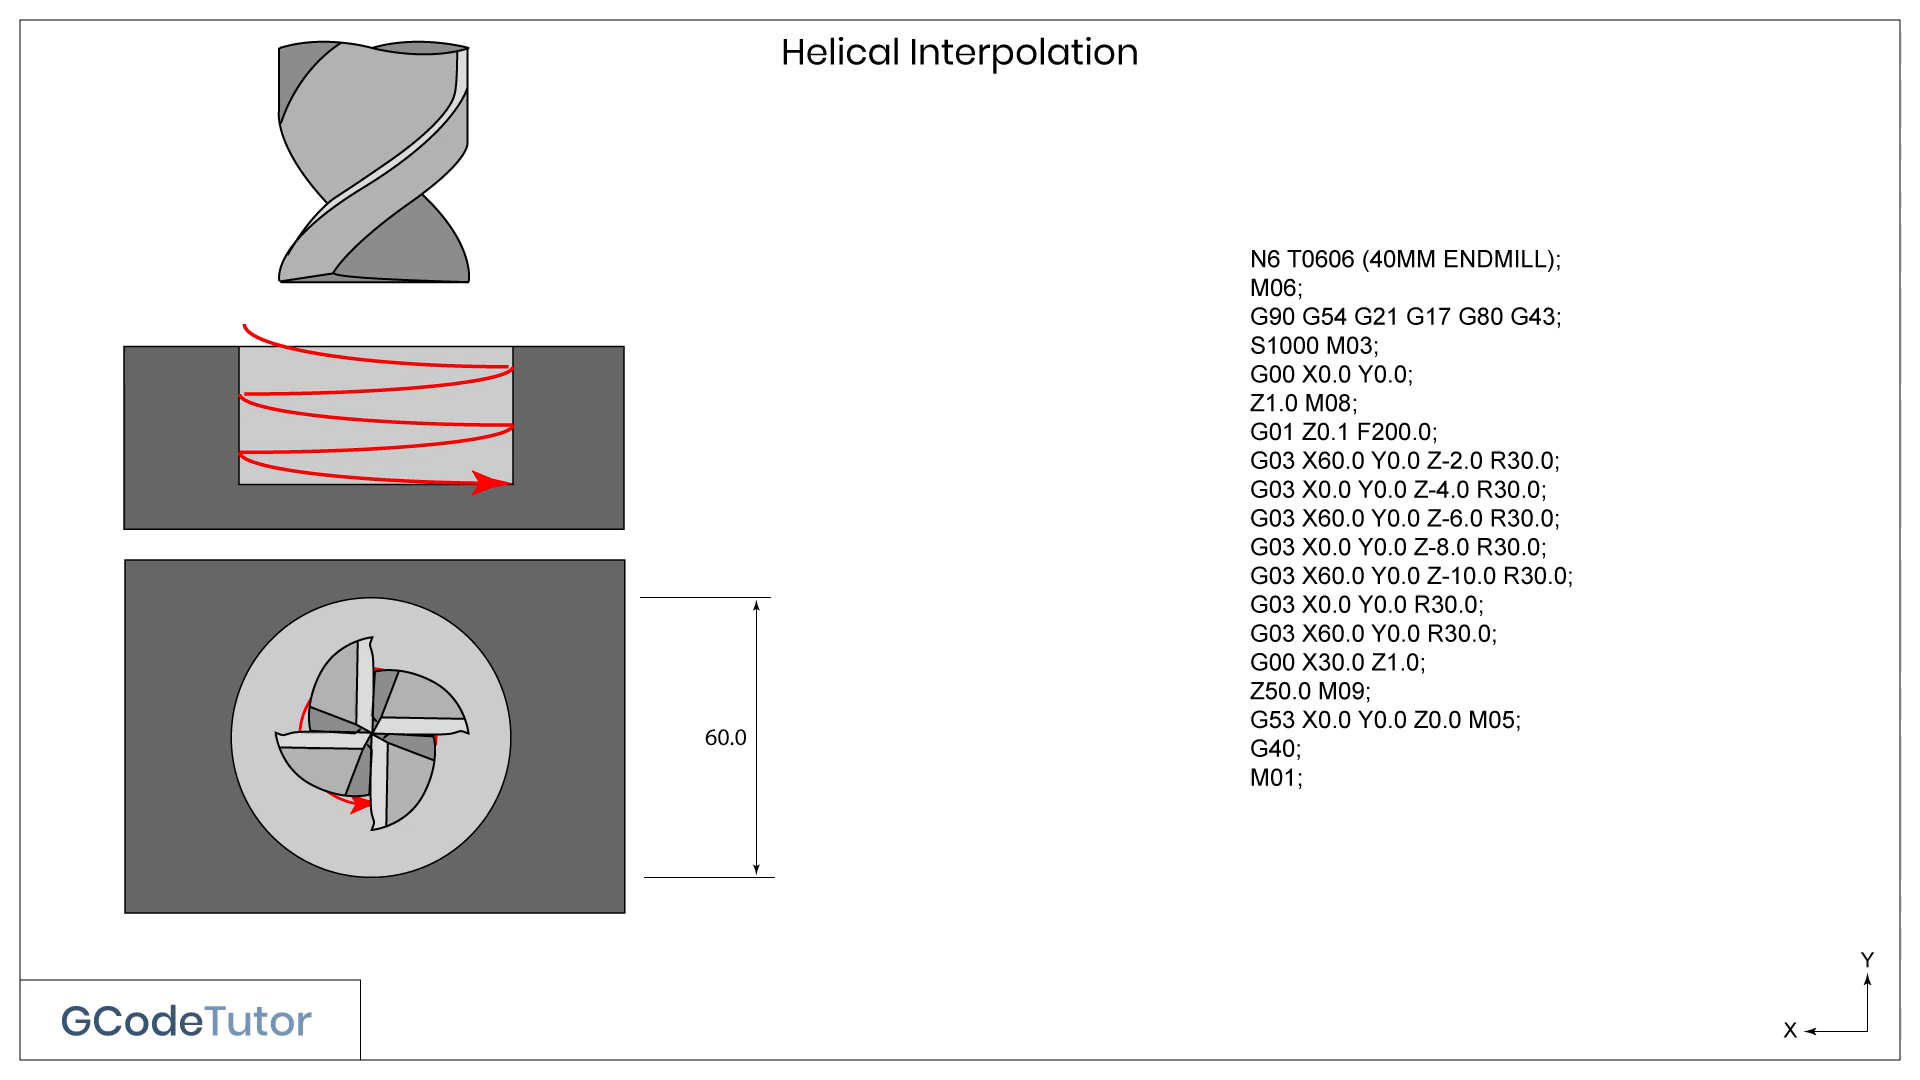 Helical Interpolation
N6 T0606 (40MM ENDMILL);
M06;
G90 G54 G21 G17 G80 G43;
S1000 M03;
G00 X0.0 Y0.0;
Z1.0 M08;
G01 Z0.1 F200.0;
G03 X60.0 Y0.0 Z-2.0 R30.0;
G03 X0.0 Y0.0 Z-4.0 R30.0;
G03 X60.0 Y0.0 Z-6.0 R30.0;
G03 X0.0 Y0.0 Z-8.0 R30.0;
G03 X60.0 Y0.0 Z-10.0 R30.0;
G03 X0.0 Y0.0 R30.0;
G03 X60.0 Y0.0 R30.0;
G00 X30.0 Z1.0;
Z50.0 M09;
G53 X0.0 Y0.0 Z0.0 M05;
G40;
M01;
60.0
Y
X
GCodeTutor